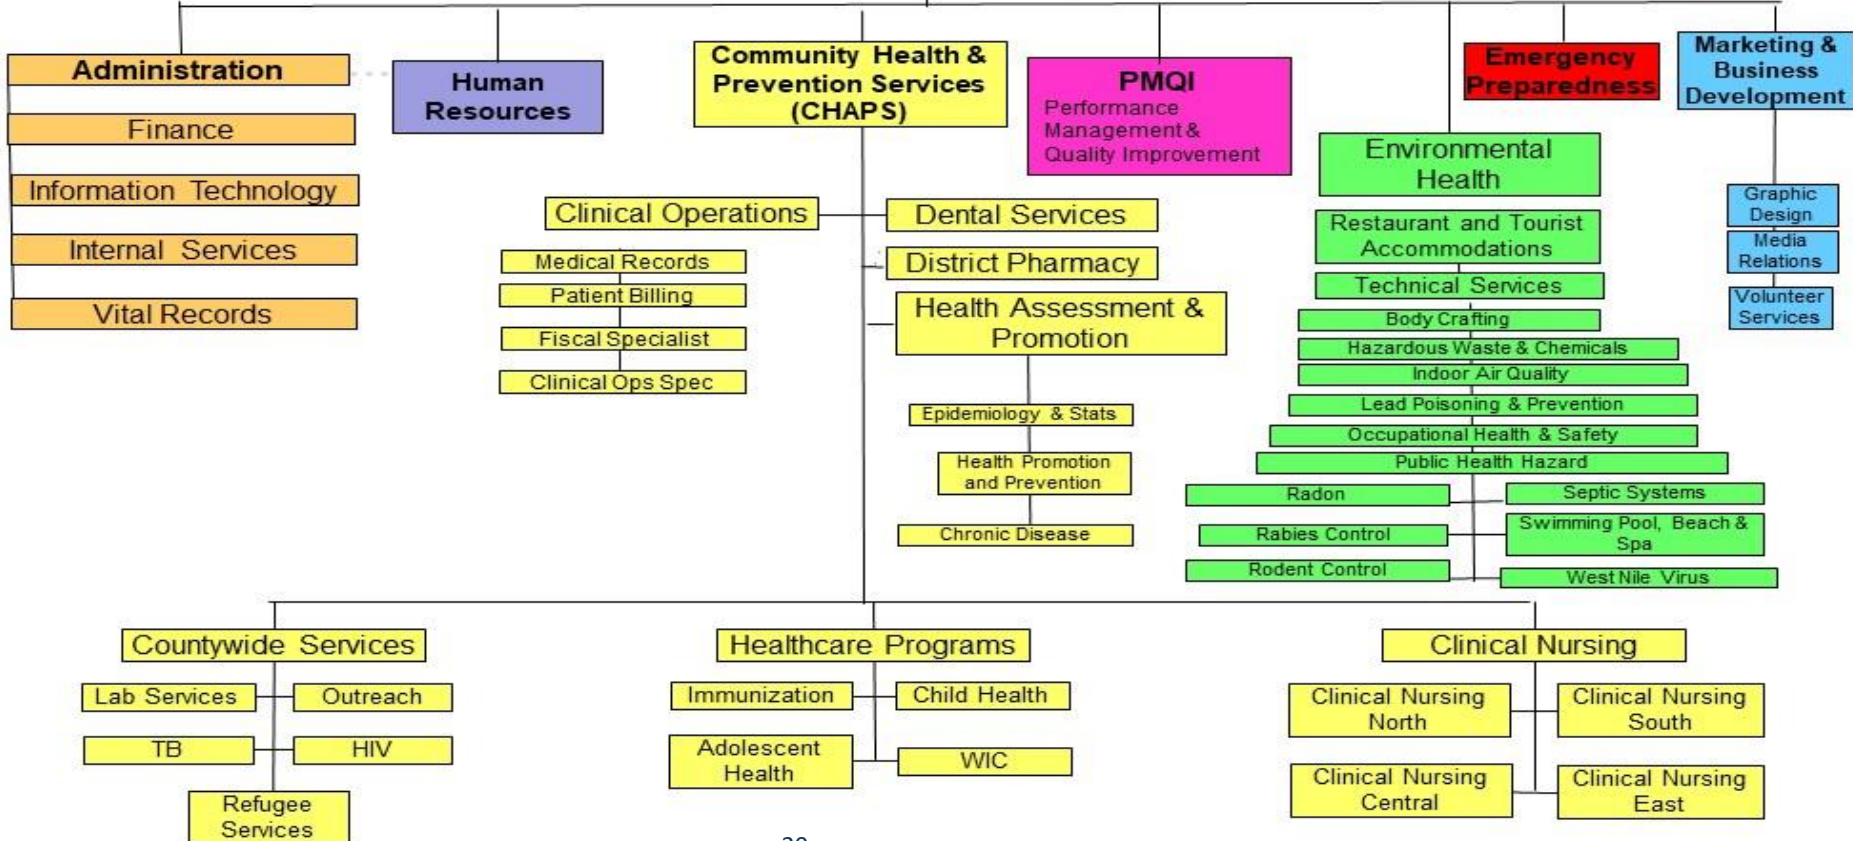 Administration
Finance
Information Technology
Internal Services
Vital Records
Human
Resources
Community Health &
Prevention Services
(CHAPS)
Clinical Operations
Medical Records
Patient Billing
Fiscal Specialist
Clinical Ops Spec
Dental Services
District Pharmacy
Health Assessment &
Promotion
Epidemiology & Stats
Health Promotion
and Prevention
Chronic Disease
PMQI
Performance
Management &
Quality Improvement
Environmental
Health
Restaurant and Tourist
Accommodations
Technical Services
Body Crafting
Hazardous Waste & Chemicals
Indoor Air Quality
Lead Poisoning & Prevention
Occupational Health & Safety
Public Health Hazard
Radon
Septic Systems
Rabies Control
Swimming Pool, Beach &
Spa
Rodent Control
West Nile Virus
Emergency
Preparedness
Marketing &
Business
Development
Graphic
Design
Media
Relations
Volunteer
Services
Countywide Services
Lab Services
Outreach
TB
HIV
Refugee
Services
Healthcare Programs
Immunization
Child Health
Adolescent
Health
WIC
Clinical Nursing
Clinical Nursing
North
Clinical Nursing
South
Clinical Nursing
Central
Clinical Nursing
East